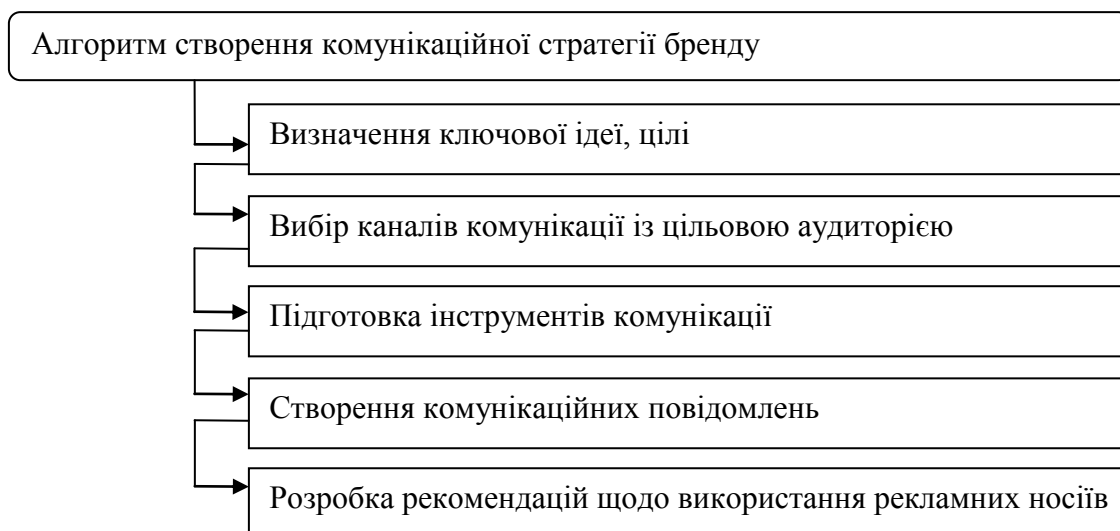 Алгоритм створення комунікаційної стратегії бренду
Визначення ключової ідеї, цілі
Вибір каналів комунікації із цільовою аудиторією
Підготовка інструментів комунікації
Створення комунікаційних повідомлень
Розробка рекомендацій щодо використання рекламних носіїв